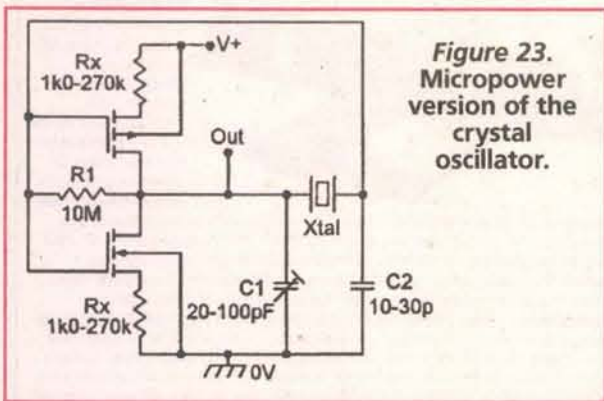 Rx
1k0-270k
V+
Figure 23.
Micropower
version of the
crystal
oscillator.
Out
R1
10M
Xtal
Rx
1k0-270k
C1
20-100pF
C2
10-30p
0V